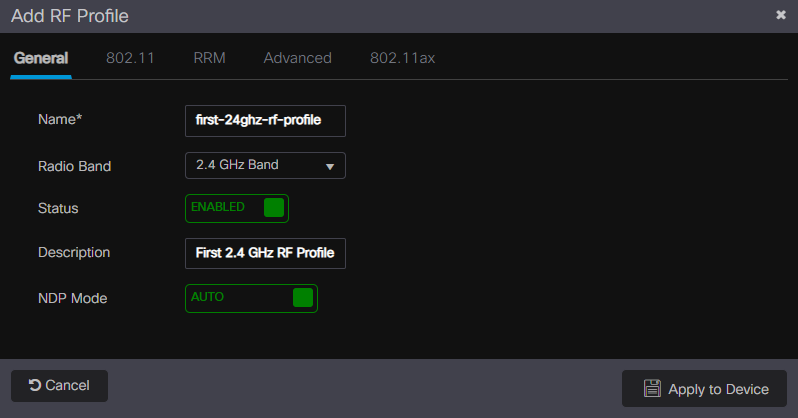 Add RF Profile
General 802.11 RRM Advanced 802.11ax
Name* first-24ghz-rf-profile
Radio Band 2.4 GHz Band
Status ENABLED
Description First 2.4 GHz RF Profile
NDP Mode AUTO
Cancel Apply to Device